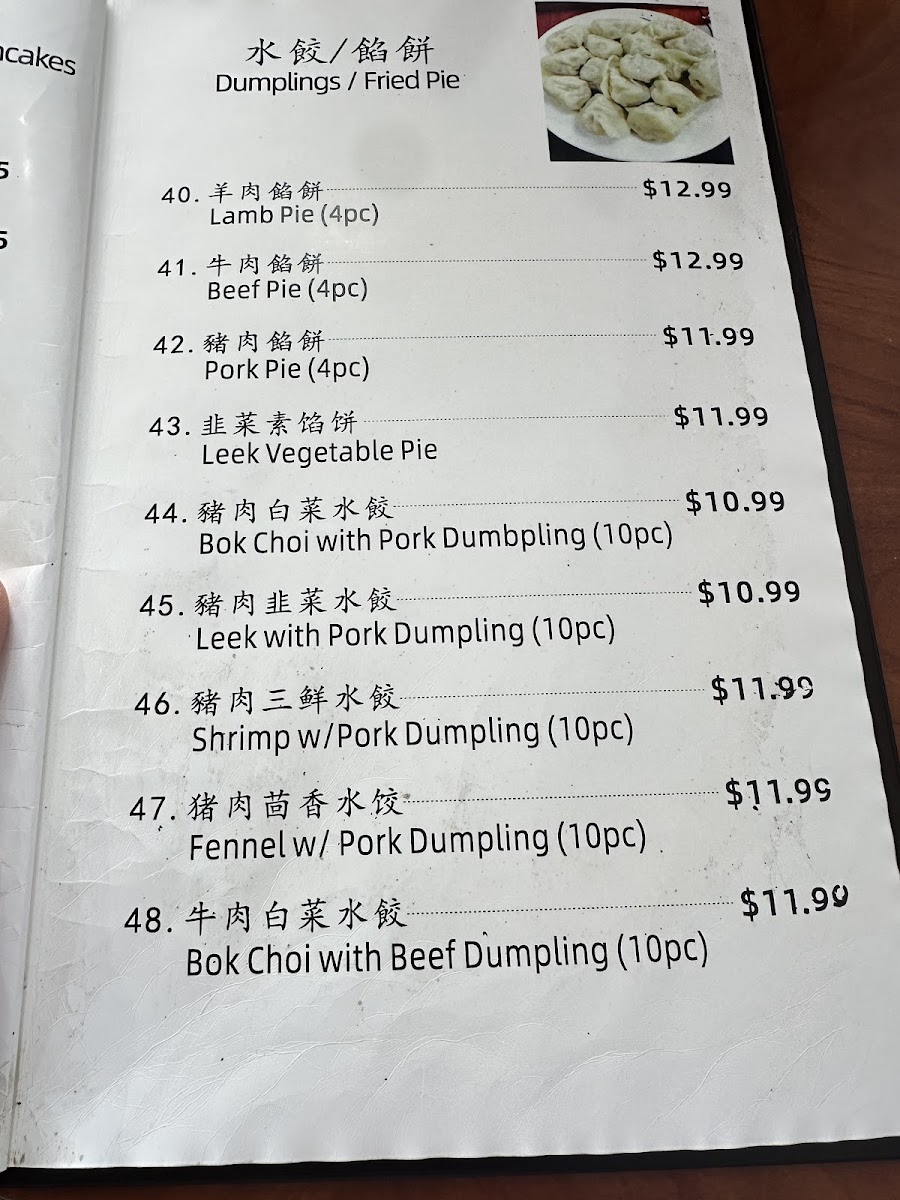 ncakes
5
5
水餃/餡餅
Dumplings / Fried Pie
40. 羊肉餡餅 $12.99
Lamb Pie (4pc)
41. 牛肉餡餅 $12.99
Beef Pie (4pc)
42. 豬肉餡餅 $11.99
Pork Pie (4pc)
43. 韭菜素馅饼 $11.99
Leek Vegetable Pie
44. 豬肉白菜水餃 $10.99
Bok Choi with Pork Dumbpling (10pc)
45. 豬肉韭菜水餃 $10.99
Leek with Pork Dumpling (10pc)
46. 豬肉三鲜水餃 $11.99
Shrimp w/Pork Dumpling (10pc)
47. 猪肉茴香水饺 $11.99
Fennel w/ Pork Dumpling (10pc)
48. 牛肉白菜水餃 $11.99
Bok Choi with Beef Dumpling (10pc)